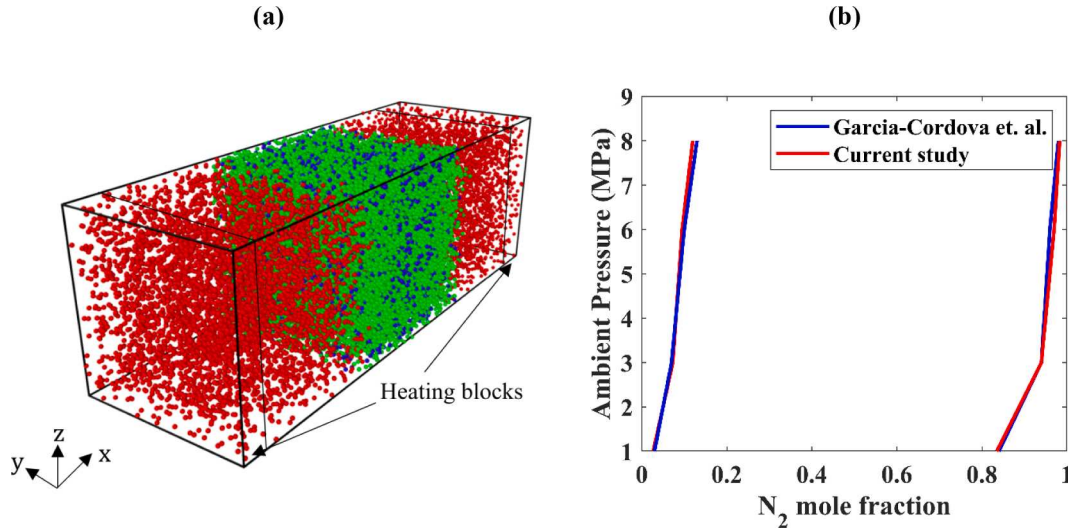 (a)
Heating blocks
z
y
x
(b)
9
8
7
6
5
4
3
2
1
Ambient Pressure (MPa)
Garcia-Cordova et. al.
Current study
0
0.2
0.4
0.6
0.8
1
N₂ mole fraction